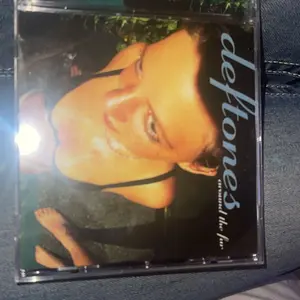 deftones
around the fur